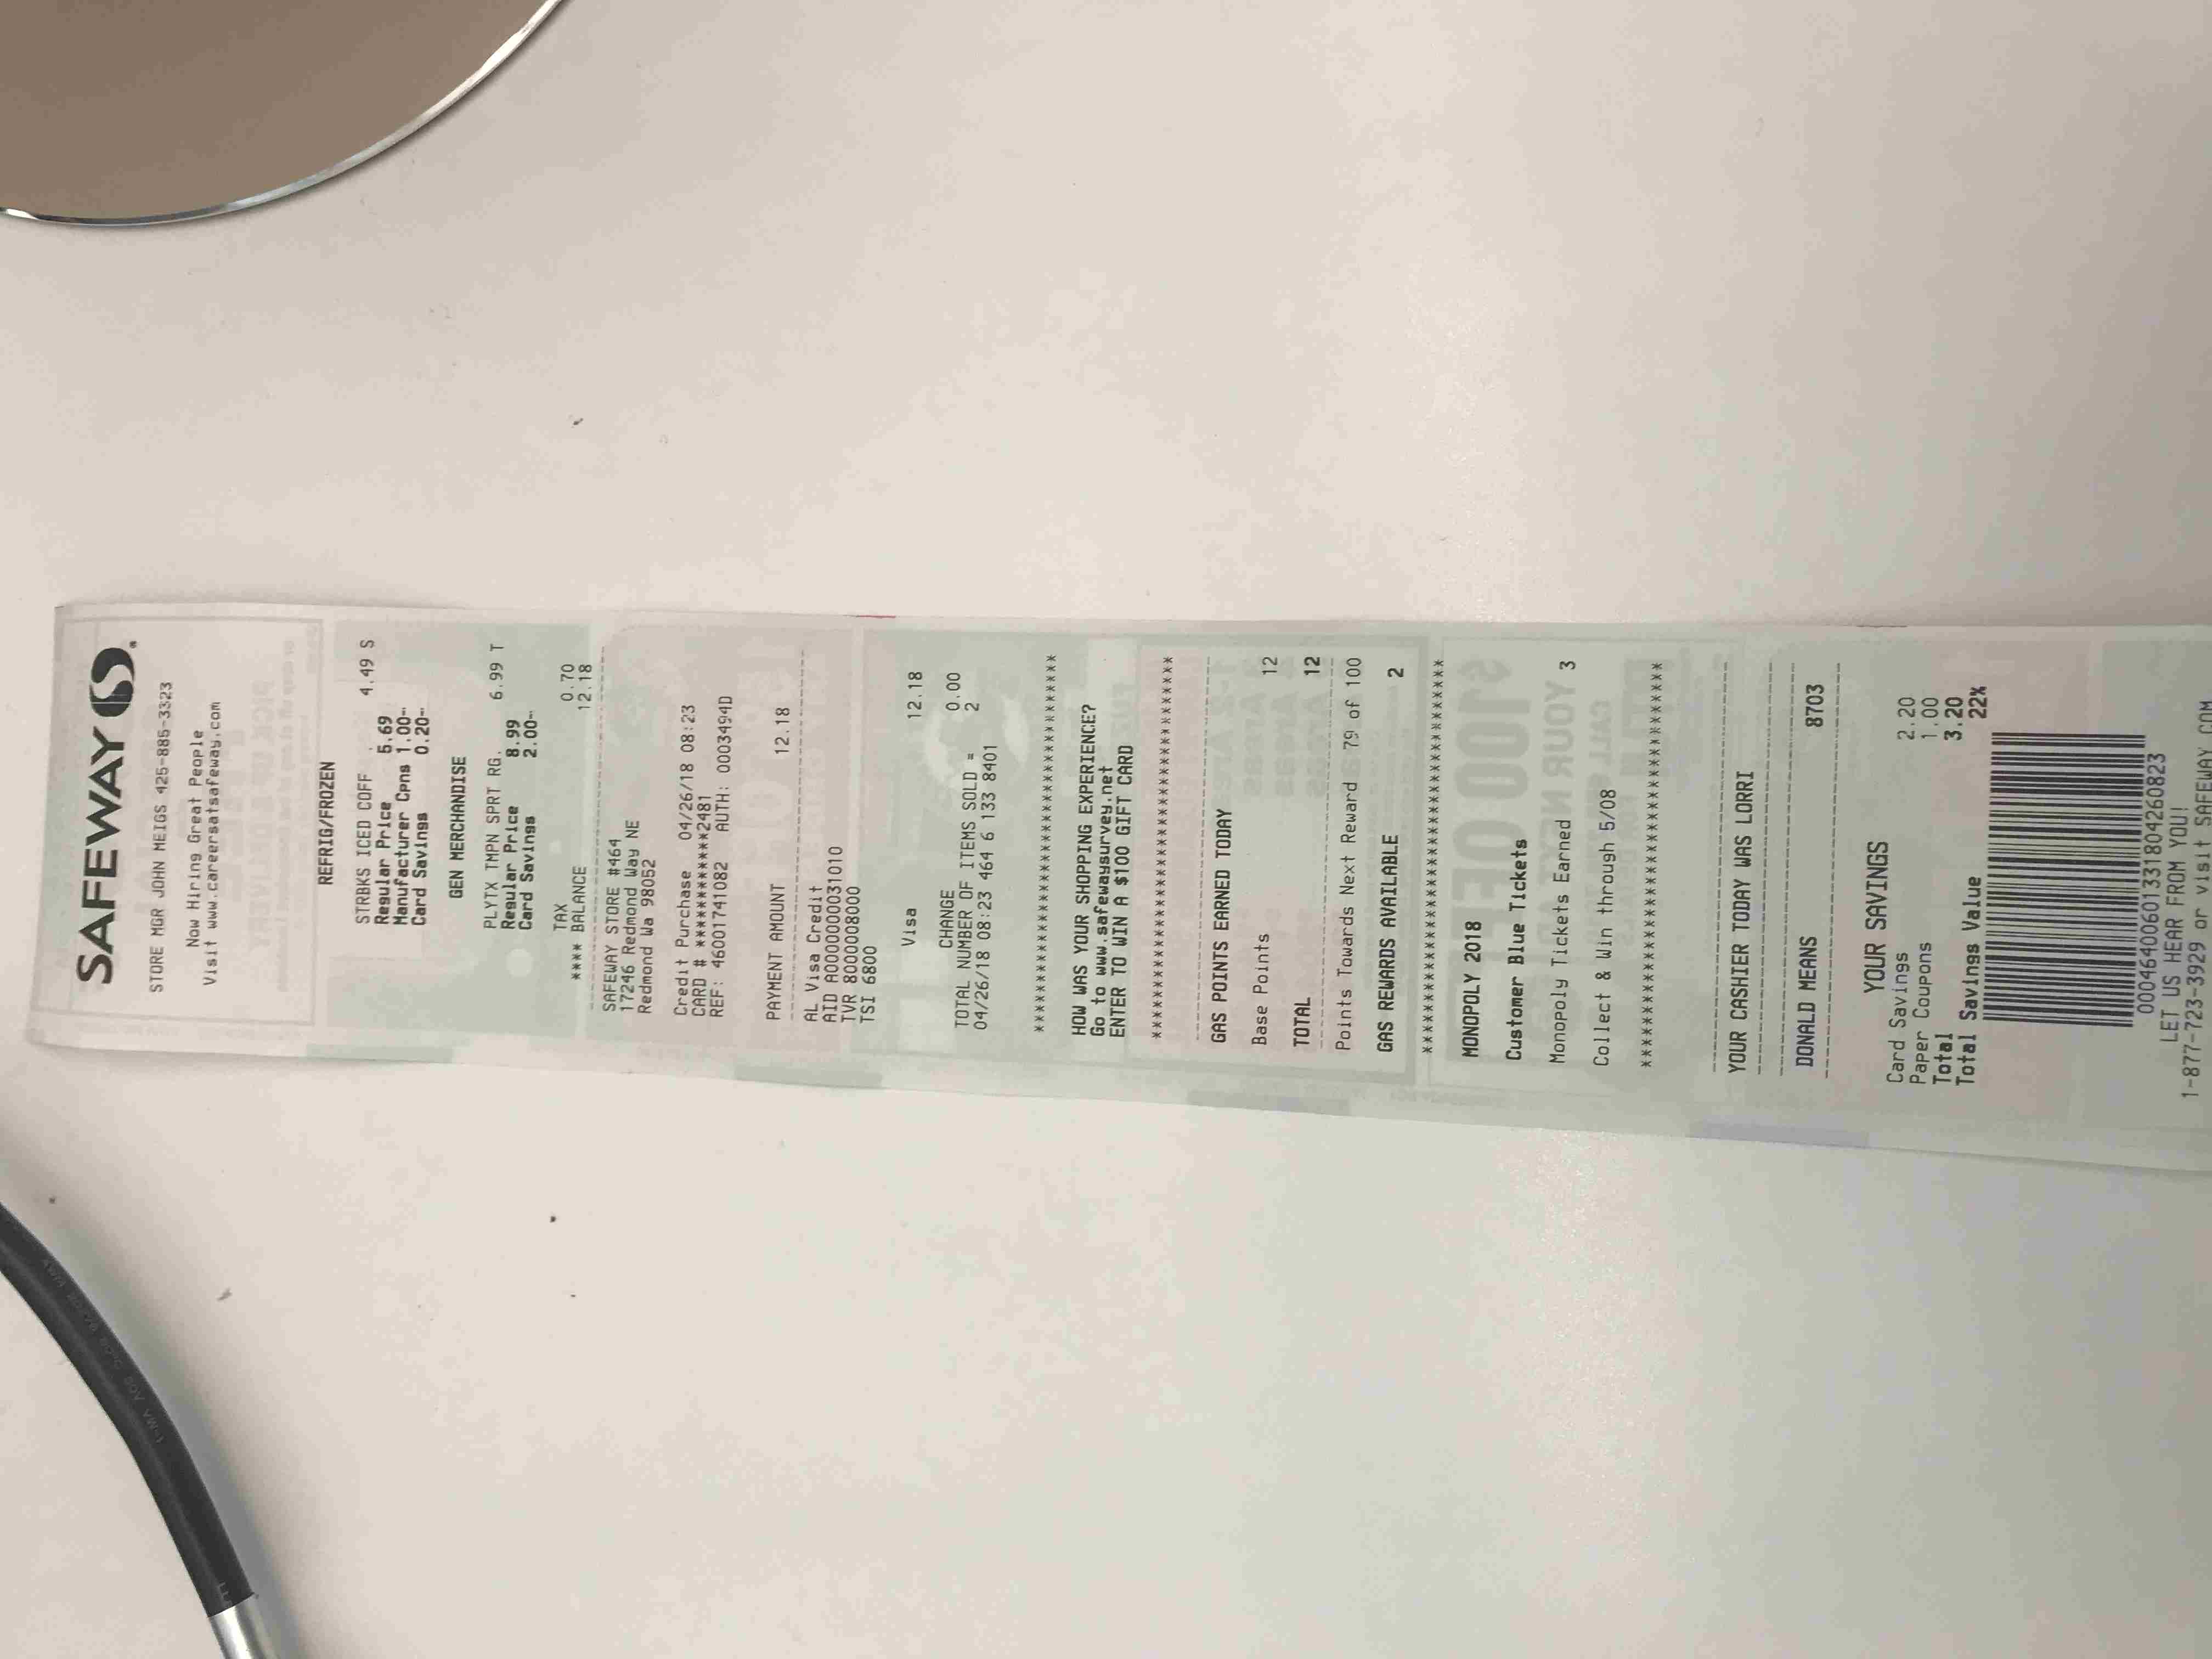 SAFEWAY
STORE MGR JOHN MEIGS 425-885-3323
Now Hiring Great People
Visit www.careersatsafeway.com
REFRIG/FROZEN
STRBKS ICED COFF . 4.49 S
Regular Price 5.69
Manufacturer Cpns 1.00-
Card Savings 0.20-
GEN MERCHANDISE
PLYTX TMPN SPRT RG. 6.99 T
Regular Price 8.99
Card Savings 2.00-
TAX 0.70
**** BALANCE 12.18
SAFEWAY STORE #464
17246 Redmond Way NE
Redmond Wa 98052
Credit Purchase 04/26/18 08:23
CARD # ************2481
REF: 46001741082 AUTH: 0003494D
PAYMENT AMOUNT 12.18
AL Visa Credit
AID A0000000031010
TVR 8000008000
TSI 6800
Visa 12.18
CHANGE 0.00
TOTAL NUMBER OF ITEMS SOLD = 2
04/26/18 08:23 464 6 133 8401
HOW WAS YOUR SHOPPING EXPERIENCE?
Go to www.safewaysurvey.net
ENTER TO WIN A $100 GIFT CARD
GAS POINTS EARNED TODAY
Base Points 12
TOTAL 12
Points Towards Next Reward 79 of 100
GAS REWARDS AVAILABLE 2
MONOPOLY 2018
Customer Blue Tickets
Monopoly Tickets Earned 3
Collect & Win through 5/08
YOUR CASHIER TODAY WAS LORRI
DONALD MEANS 8703
YOUR SAVINGS
Card Savings 2.20
Paper Coupons 1.00
Total 3.20
Total Savings Value 22%
00046400601331804260823
LET US HEAR FROM YOU!
1-877-723-3929 or visit SAFEWAY.COM